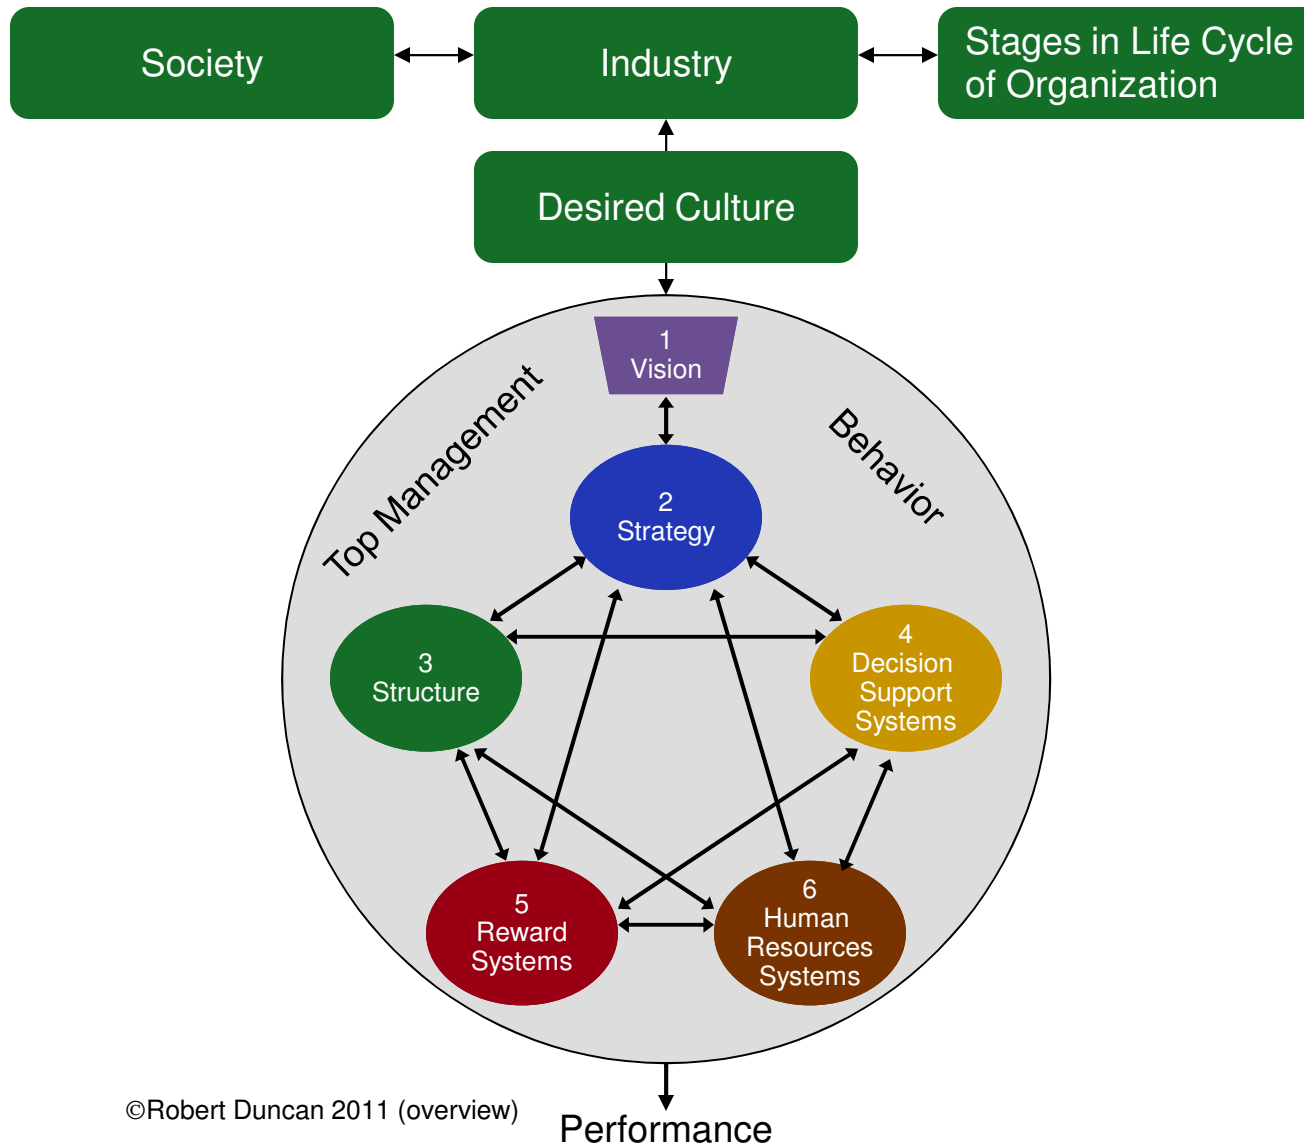 Society
Industry
Stages in Life Cycle
of Organization
Desired Culture
1
Vision
Top Management
Behavior
2
Strategy
3
Structure
4
Decision
Support
Systems
5
Reward
Systems
6
Human
Resources
Systems
©Robert Duncan 2011 (overview)
Performance